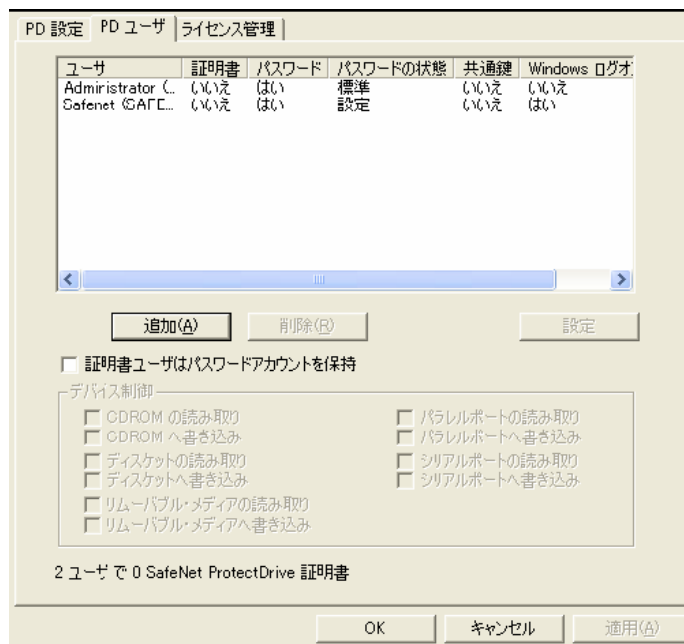 PD 設定 PD ユーザ ライセンス管理
ユーザ 証明書 パスワード パスワードの状態 共通鍵 Windows ログオ
Administrator (... いいえ はい 標準 いいえ いいえ
Safenet (SAFE... いいえ はい 設定 いいえ はい
追加(A) 削除(R) 設定
証明書ユーザはパスワードアカウントを保持
デバイス制御
CDROM の読み取り パラレルポートの読み取り
CDROM へ書き込み パラレルポートへ書き込み
ディスケットの読み取り シリアルポートの読み取り
ディスケットへ書き込み シリアルポートへ書き込み
リムーバブル・メディアの読み取り
リムーバブル・メディアへ書き込み
2 ユーザ で 0 SafeNet ProtectDrive 証明書
OK キャンセル 適用(A)